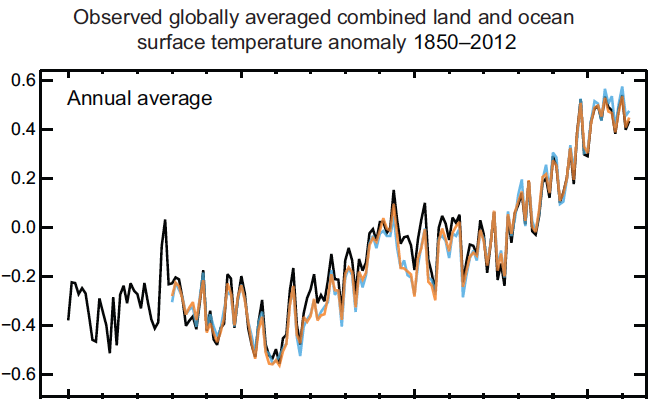 Observed globally averaged combined land and ocean
surface temperature anomaly 1850–2012
Annual average
0.6
0.4
0.2
0.0
−0.2
−0.4
−0.6